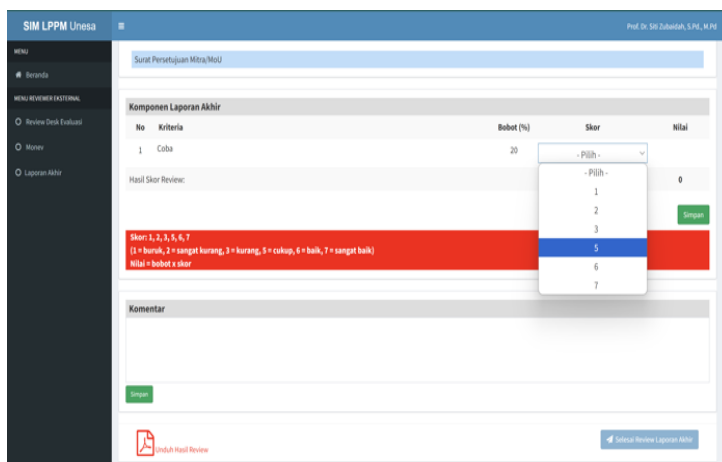 SIM LPPM Unesa
Prof. Dr. Siti Zubaidah, S.Pd., M.Pd
MENU
Beranda
MENU REVIEWER EKSTERNAL
Review Desk Evaluasi
Monev
Laporan Akhir
Surat Persetujuan Mitra/MoU
Komponen Laporan Akhir
No Kriteria Bobot (%) Skor Nilai
1 Coba 20 - Pilih -
- Pilih -
1
2
3
5
6
7
Hasil Skor Review: 0
Simpan
Skor: 1, 2, 3, 5, 6, 7
(1 = buruk, 2 = sangat kurang, 3 = kurang, 5 = cukup, 6 = baik, 7 = sangat baik)
Nilai = bobot x skor
Komentar
Simpan
Unduh Hasil Review
Selesai Review Laporan Akhir